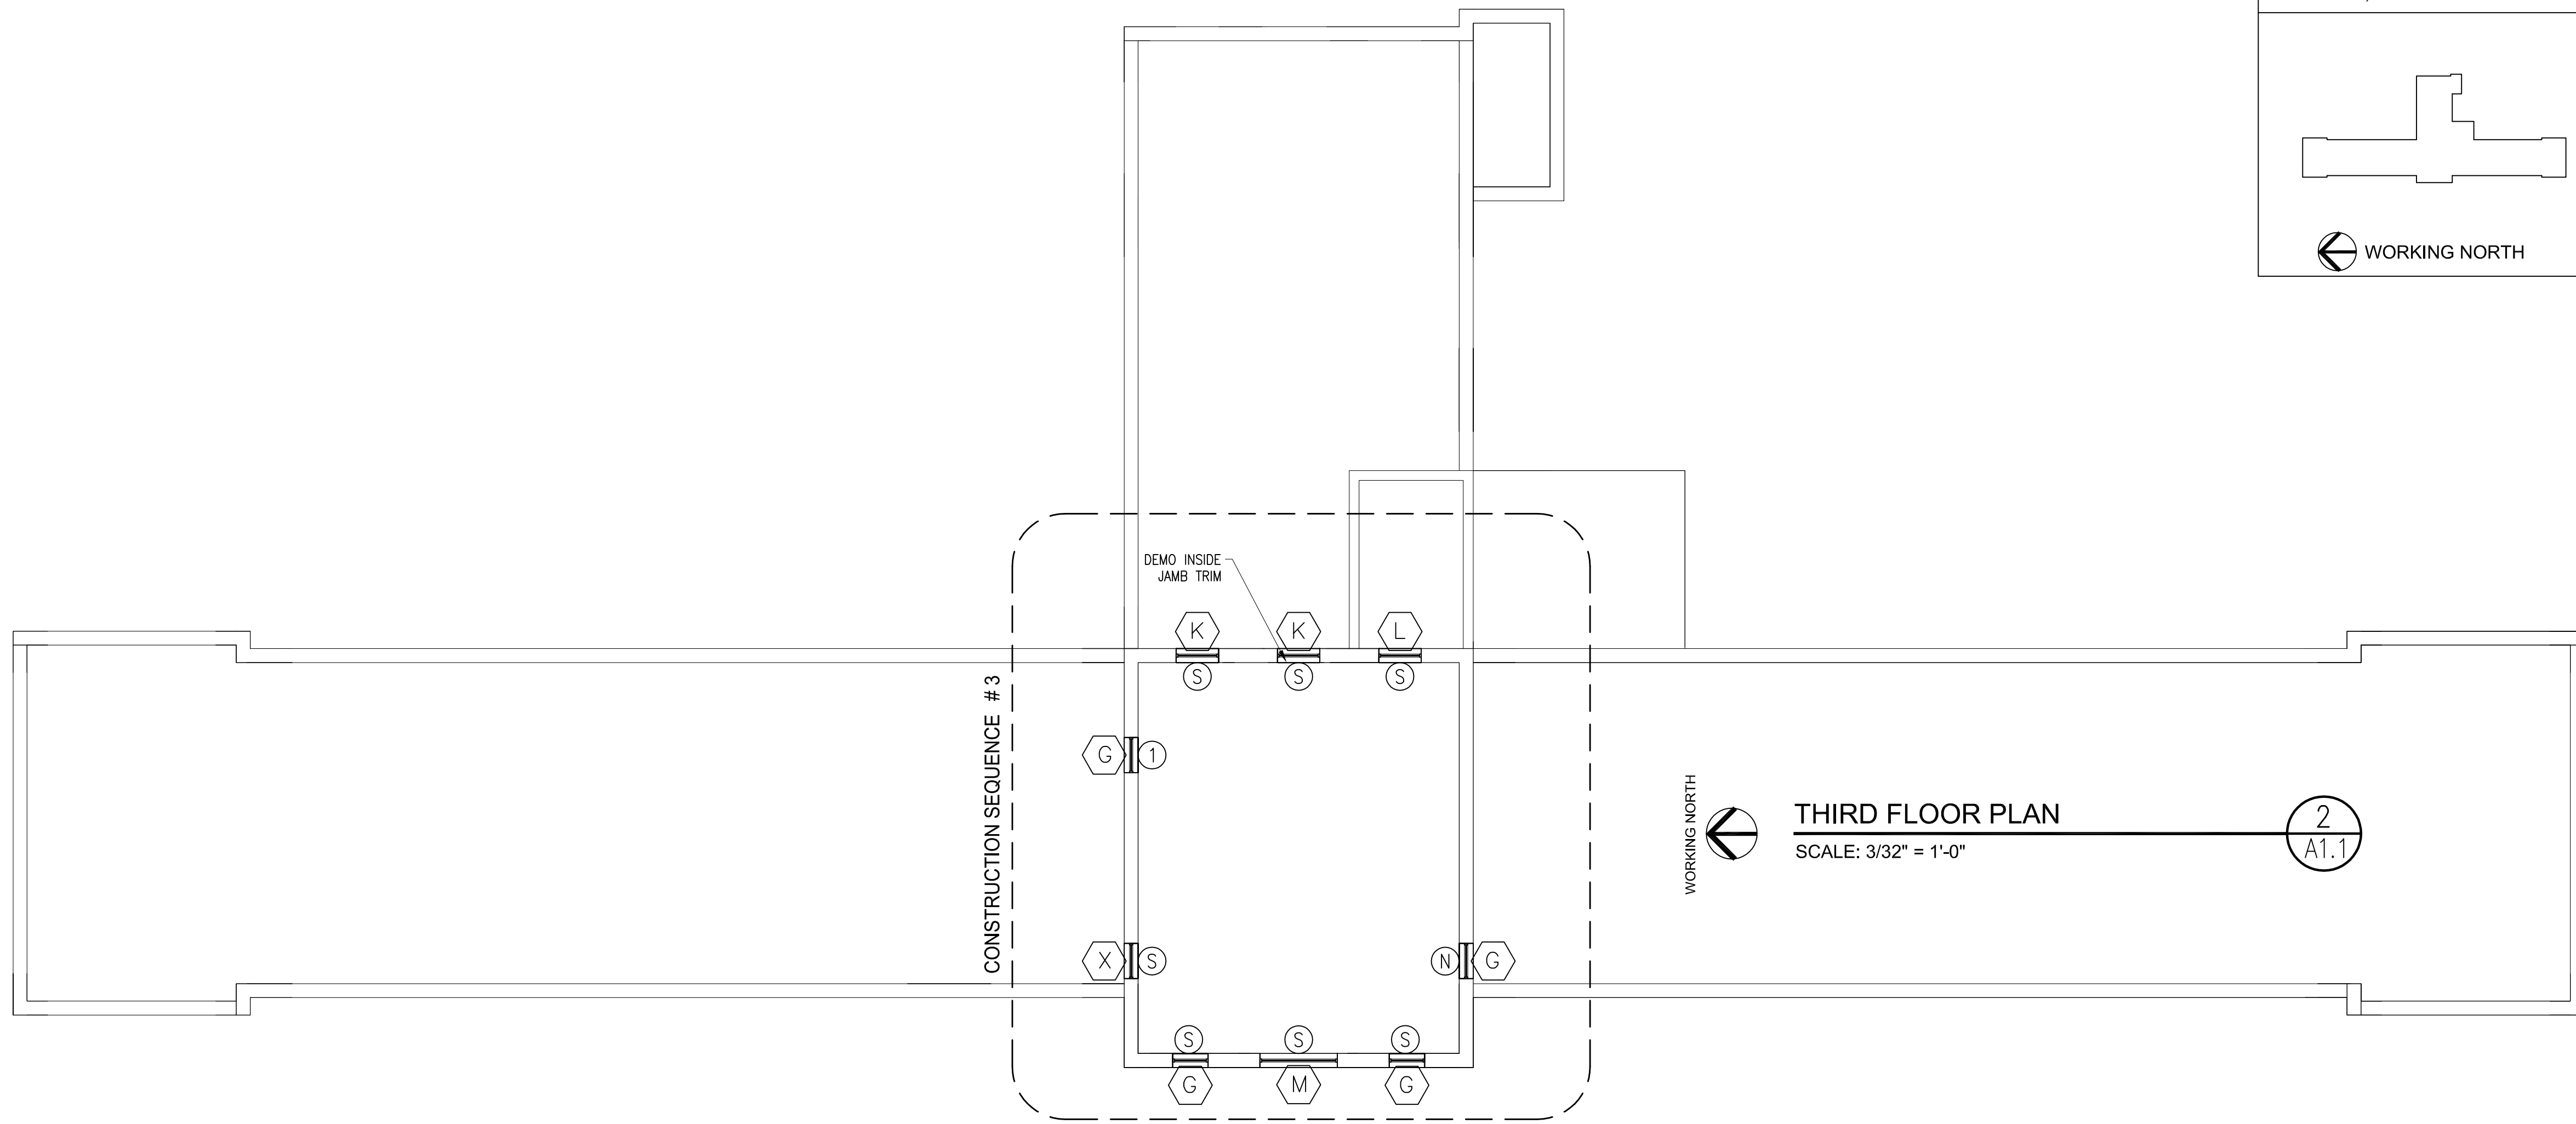 WORKING NORTH
DEMO INSIDE
JAMB TRIM
K
K
L
S
S
S
CONSTRUCTION SEQUENCE # 3
G
1
X
S
N
G
S
S
S
G
M
G
WORKING NORTH
THIRD FLOOR PLAN
SCALE: 3/32" = 1'-0"
2
A1.1